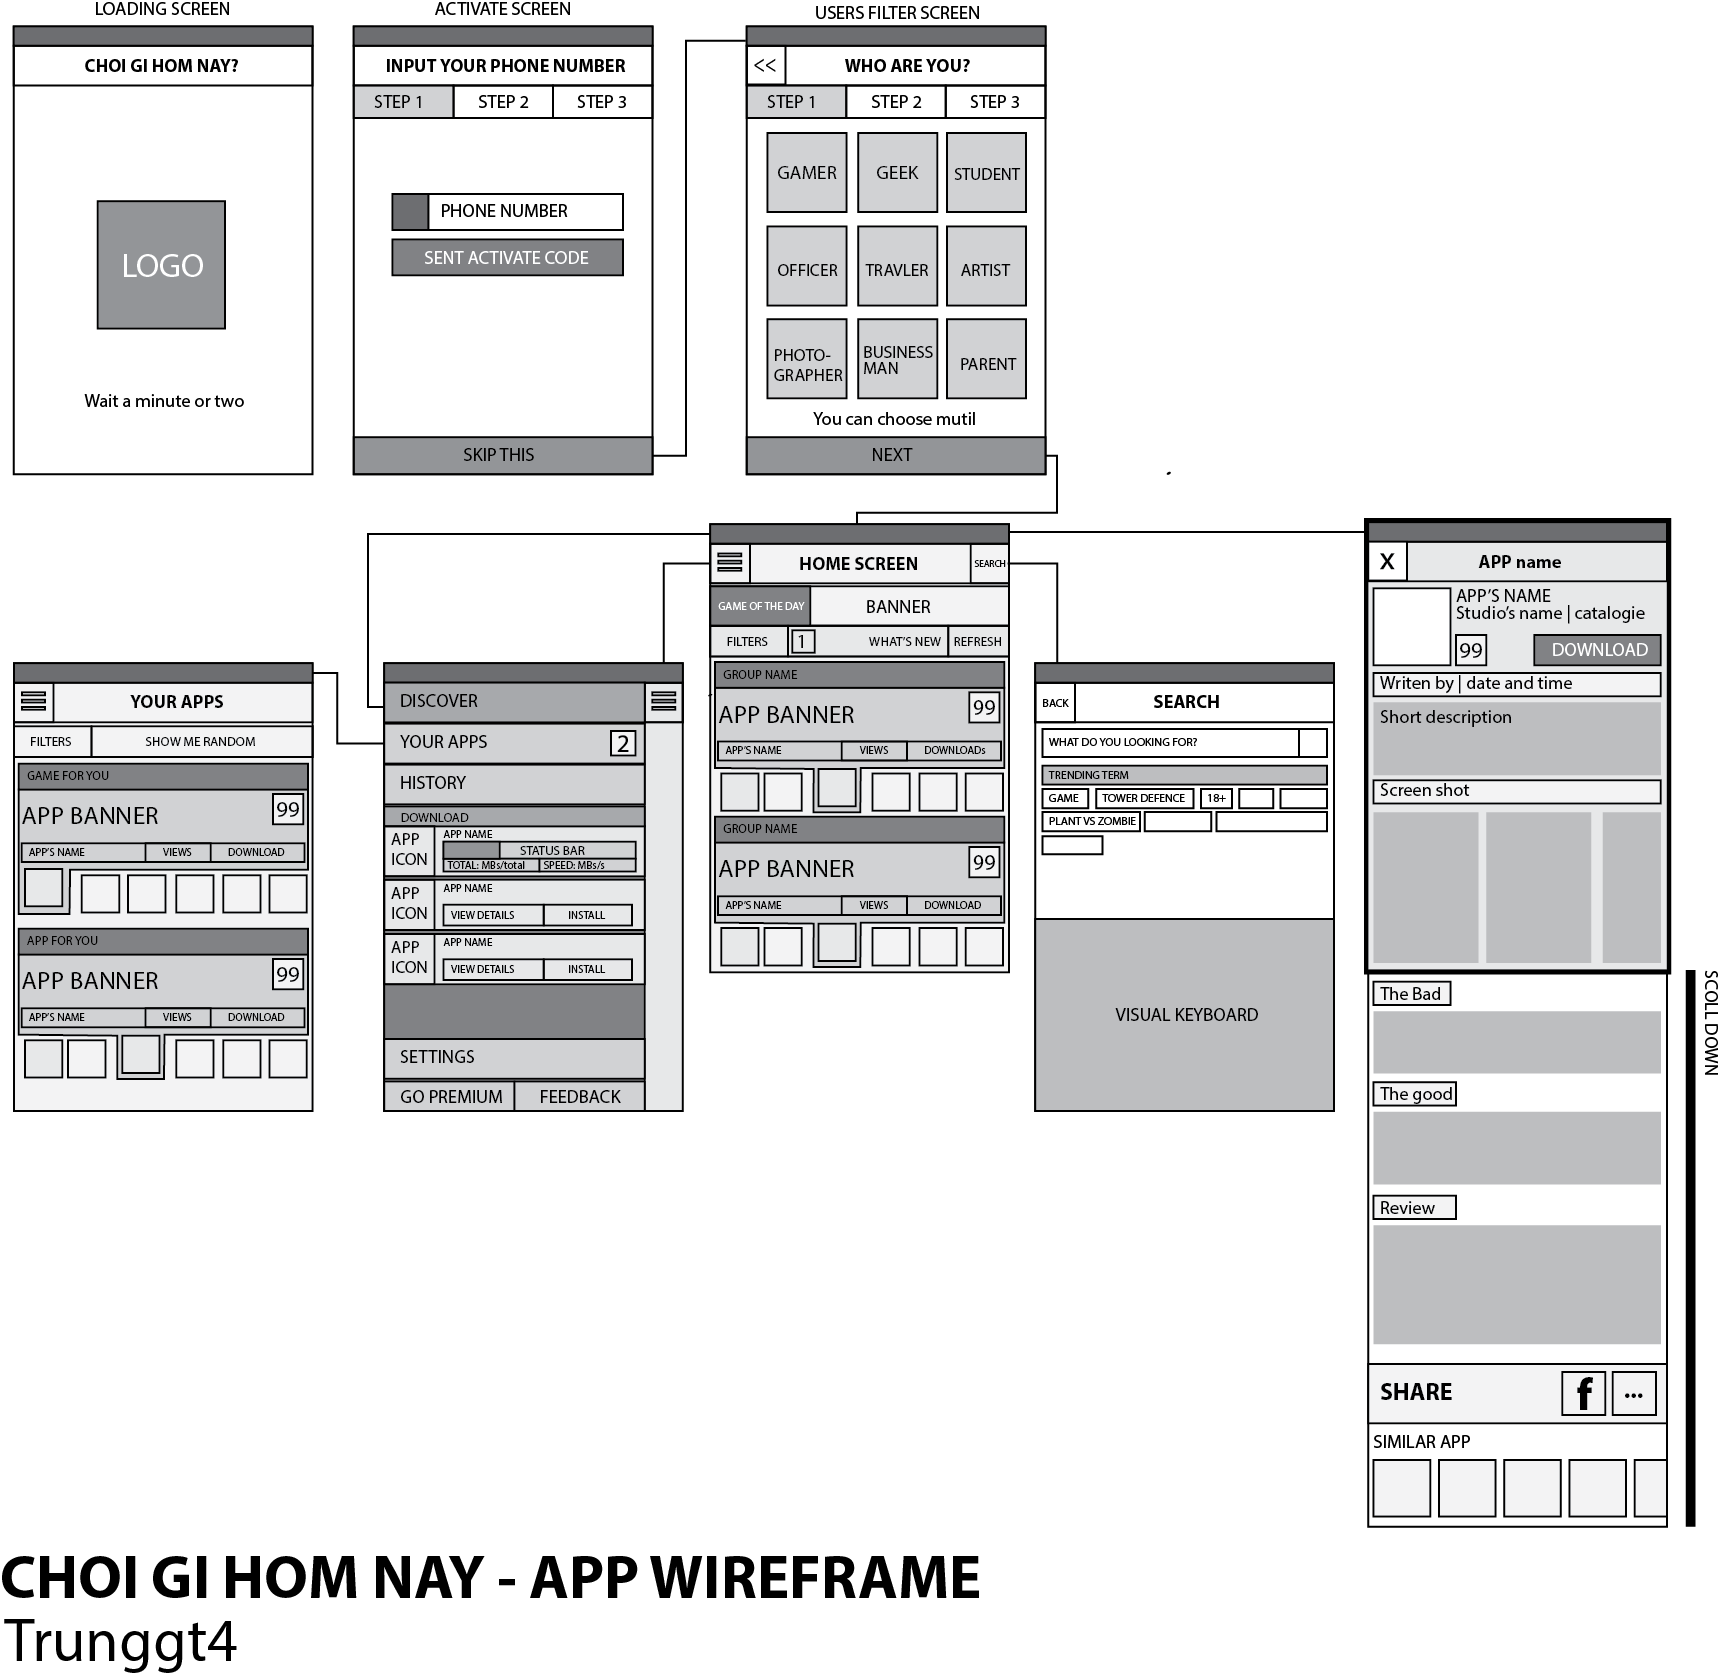 LOADING SCREEN
CHOI GI HOM NAY?
LOGO
Wait a minute or two
ACTIVATE SCREEN
INPUT YOUR PHONE NUMBER
STEP 1 STEP 2 STEP 3
PHONE NUMBER
SENT ACTIVATE CODE
SKIP THIS
USERS FILTER SCREEN
<< WHO ARE YOU?
STEP 1 STEP 2 STEP 3
GAMER GEEK STUDENT
OFFICER TRAVLER ARTIST
PHOTO-
GRAPHER
BUSINESS
MAN
PARENT
You can choose mutil
NEXT
YOUR APPS
FILTERS SHOW ME RANDOM
GAME FOR YOU
APP BANNER 99
APP'S NAME VIEWS DOWNLOAD
APP FOR YOU
APP BANNER 99
APP'S NAME VIEWS DOWNLOAD
DISCOVER
YOUR APPS 2
HISTORY
DOWNLOAD
APP
ICON
APP NAME
STATUS BAR
TOTAL: MBs/total SPEED: MBs/s
APP
ICON
APP NAME
VIEW DETAILS INSTALL
APP
ICON
APP NAME
VIEW DETAILS INSTALL
SETTINGS
GO PREMIUM FEEDBACK
HOME SCREEN SEARCH
GAME OF THE DAY BANNER
FILTERS 1 WHAT'S NEW REFRESH
GROUP NAME
APP BANNER 99
APP'S NAME VIEWS DOWNLOADs
GROUP NAME
APP BANNER 99
APP'S NAME VIEWS DOWNLOAD
BACK SEARCH
WHAT DO YOU LOOKING FOR?
TRENDING TERM
GAME TOWER DEFENCE 18+
PLANT VS ZOMBIE
VISUAL KEYBOARD
X APP name
APP'S NAME
Studio's name | catalogie
99 DOWNLOAD
Writen by | date and time
Short description
Screen shot
The Bad
The good
Review
SHARE f ...
SIMILAR APP
SCOLL DOWN
CHOI GI HOM NAY - APP WIREFRAME
Trunggt4